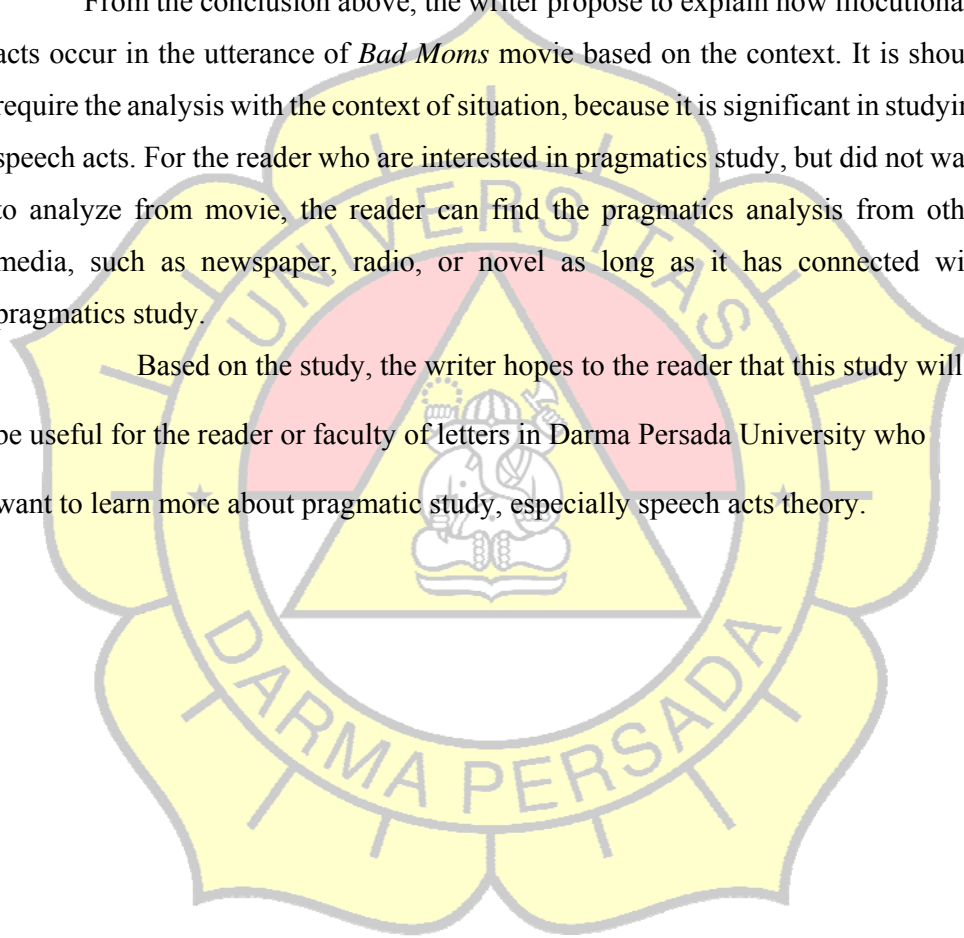 From the conclusion above, the writer propose to explain how illocutiona
acts occur in the utterance of Bad Moms movie based on the context. It is shou
require the analysis with the context of situation, because it is significant in studyin
speech acts. For the reader who are interested in pragmatics study, but did not wa
to analyze from movie, the reader can find the pragmatics analysis from oth
media, such as newspaper, radio, or novel as long as it has connected wi
pragmatics study.
Based on the study, the writer hopes to the reader that this study will
be useful for the reader or faculty of letters in Darma Persada University who
want to learn more about pragmatic study, especially speech acts theory.
UNIVERSITAS
DARMA PERSADA